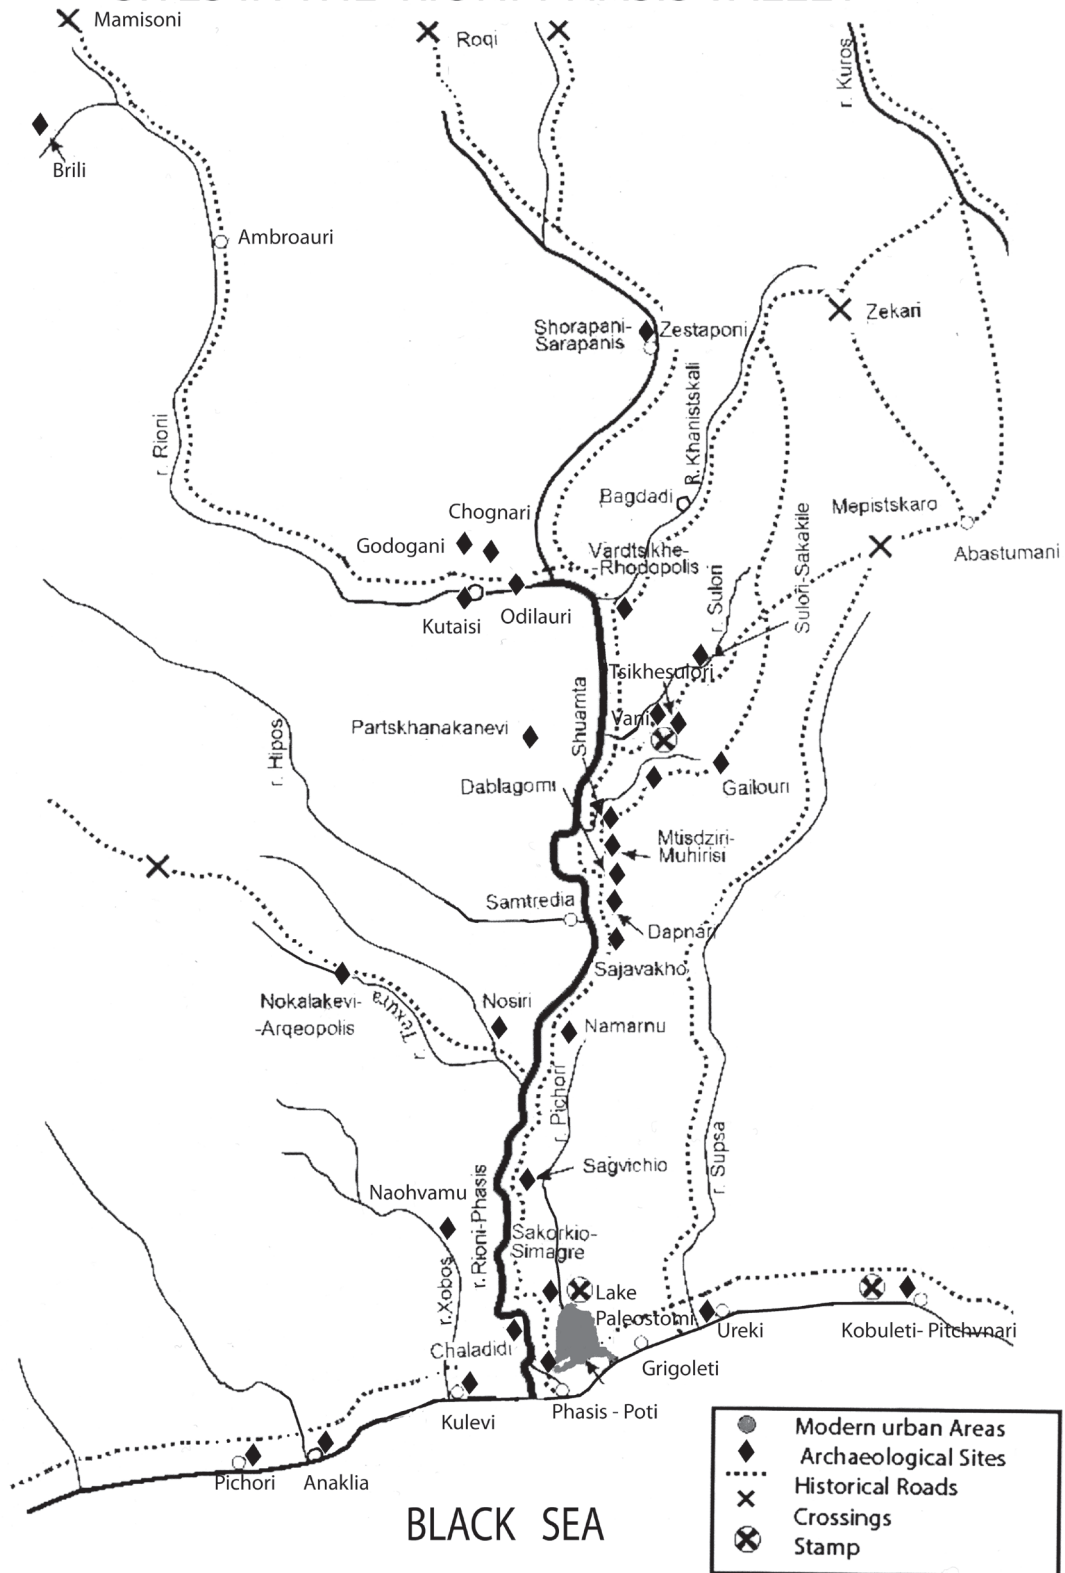 Mamisoni
Roqi
r. Kuros
Brili
Ambroauri
Zekari
Shorapani-
Sarapanis
Zestaponi
r. Rioni
R. Khanistskali
Bagdadi
Mepistskaro
Chognari
Godogani
Abastumani
Vardtsikhe-
-Rhodopolis
Sulori-Sakakile
r. Sulori
Kutaisi
Odilauri
Tsikhesulori
Shuamta
Vani
Partskhanakanevi
r. Hipos
Dablagomi
Gailouri
Mtisdziri-
Muhirisi
Samtredia
Dapnari
Sajavakho
Nokalakevi-
-Arqeopolis
r. Texura
Nosiri
Namarnu
r. Pichori
r. Supsa
Sagvichio
Naohvamu
r. Rioni-Phasis
Sakorkio-
Simagre
r.Xobos
Lake
Paleostomi
Ureki
Kobuleti- Pitchvnari
Chaladidi
Grigoleti
Kulevi
Phasis - Poti
Pichori
Anaklia
BLACK SEA
Modern urban Areas
Archaeological Sites
Historical Roads
Crossings
Stamp